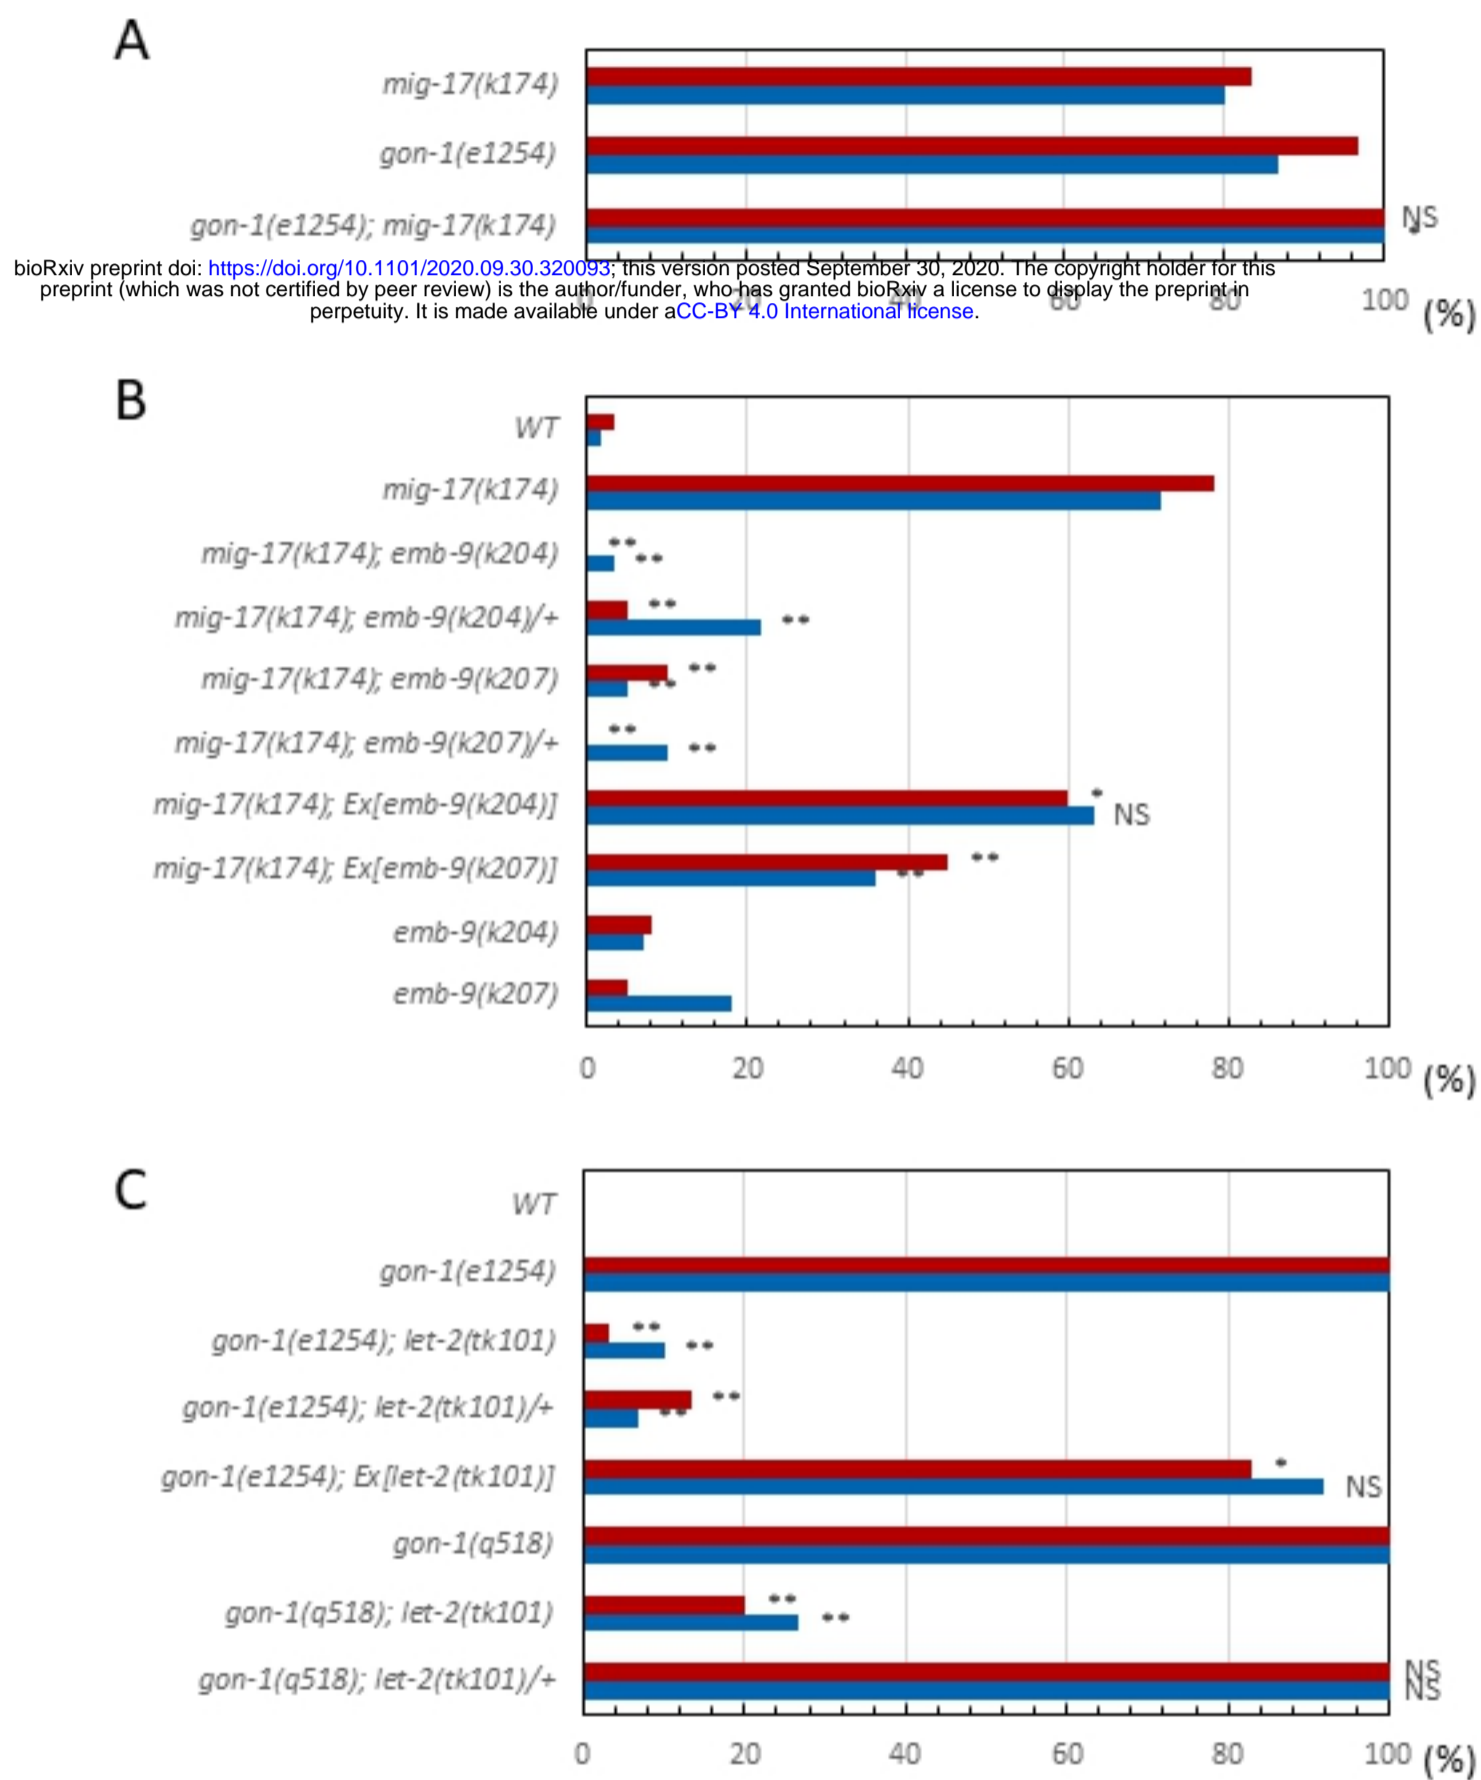 A
mig-17(k174)
gon-1(e1254)
gon-1(e1254); mig-17(k174)
NS
*
bioRxiv preprint doi: https://doi.org/10.1101/2020.09.30.320093; this version posted September 30, 2020. The copyright holder for this
preprint (which was not certified by peer review) is the author/funder, who has granted bioRxiv a license to display the preprint in
perpetuity. It is made available under aCC-BY 4.0 International license.
0 20 40 60 80 100 (%)
B
WT
mig-17(k174)
mig-17(k174); emb-9(k204)
**
**
mig-17(k174); emb-9(k204)/+
**
**
mig-17(k174); emb-9(k207)
**
**
mig-17(k174); emb-9(k207)/+
**
**
mig-17(k174); Ex[emb-9(k204)]
*
NS
mig-17(k174); Ex[emb-9(k207)]
**
**
emb-9(k204)
emb-9(k207)
0 20 40 60 80 100 (%)
C
WT
gon-1(e1254)
gon-1(e1254); let-2(tk101)
**
**
gon-1(e1254); let-2(tk101)/+
**
**
gon-1(e1254); Ex[let-2(tk101)]
*
NS
gon-1(q518)
gon-1(q518); let-2(tk101)
**
**
gon-1(q518); let-2(tk101)/+
NS
NS
0 20 40 60 80 100 (%)